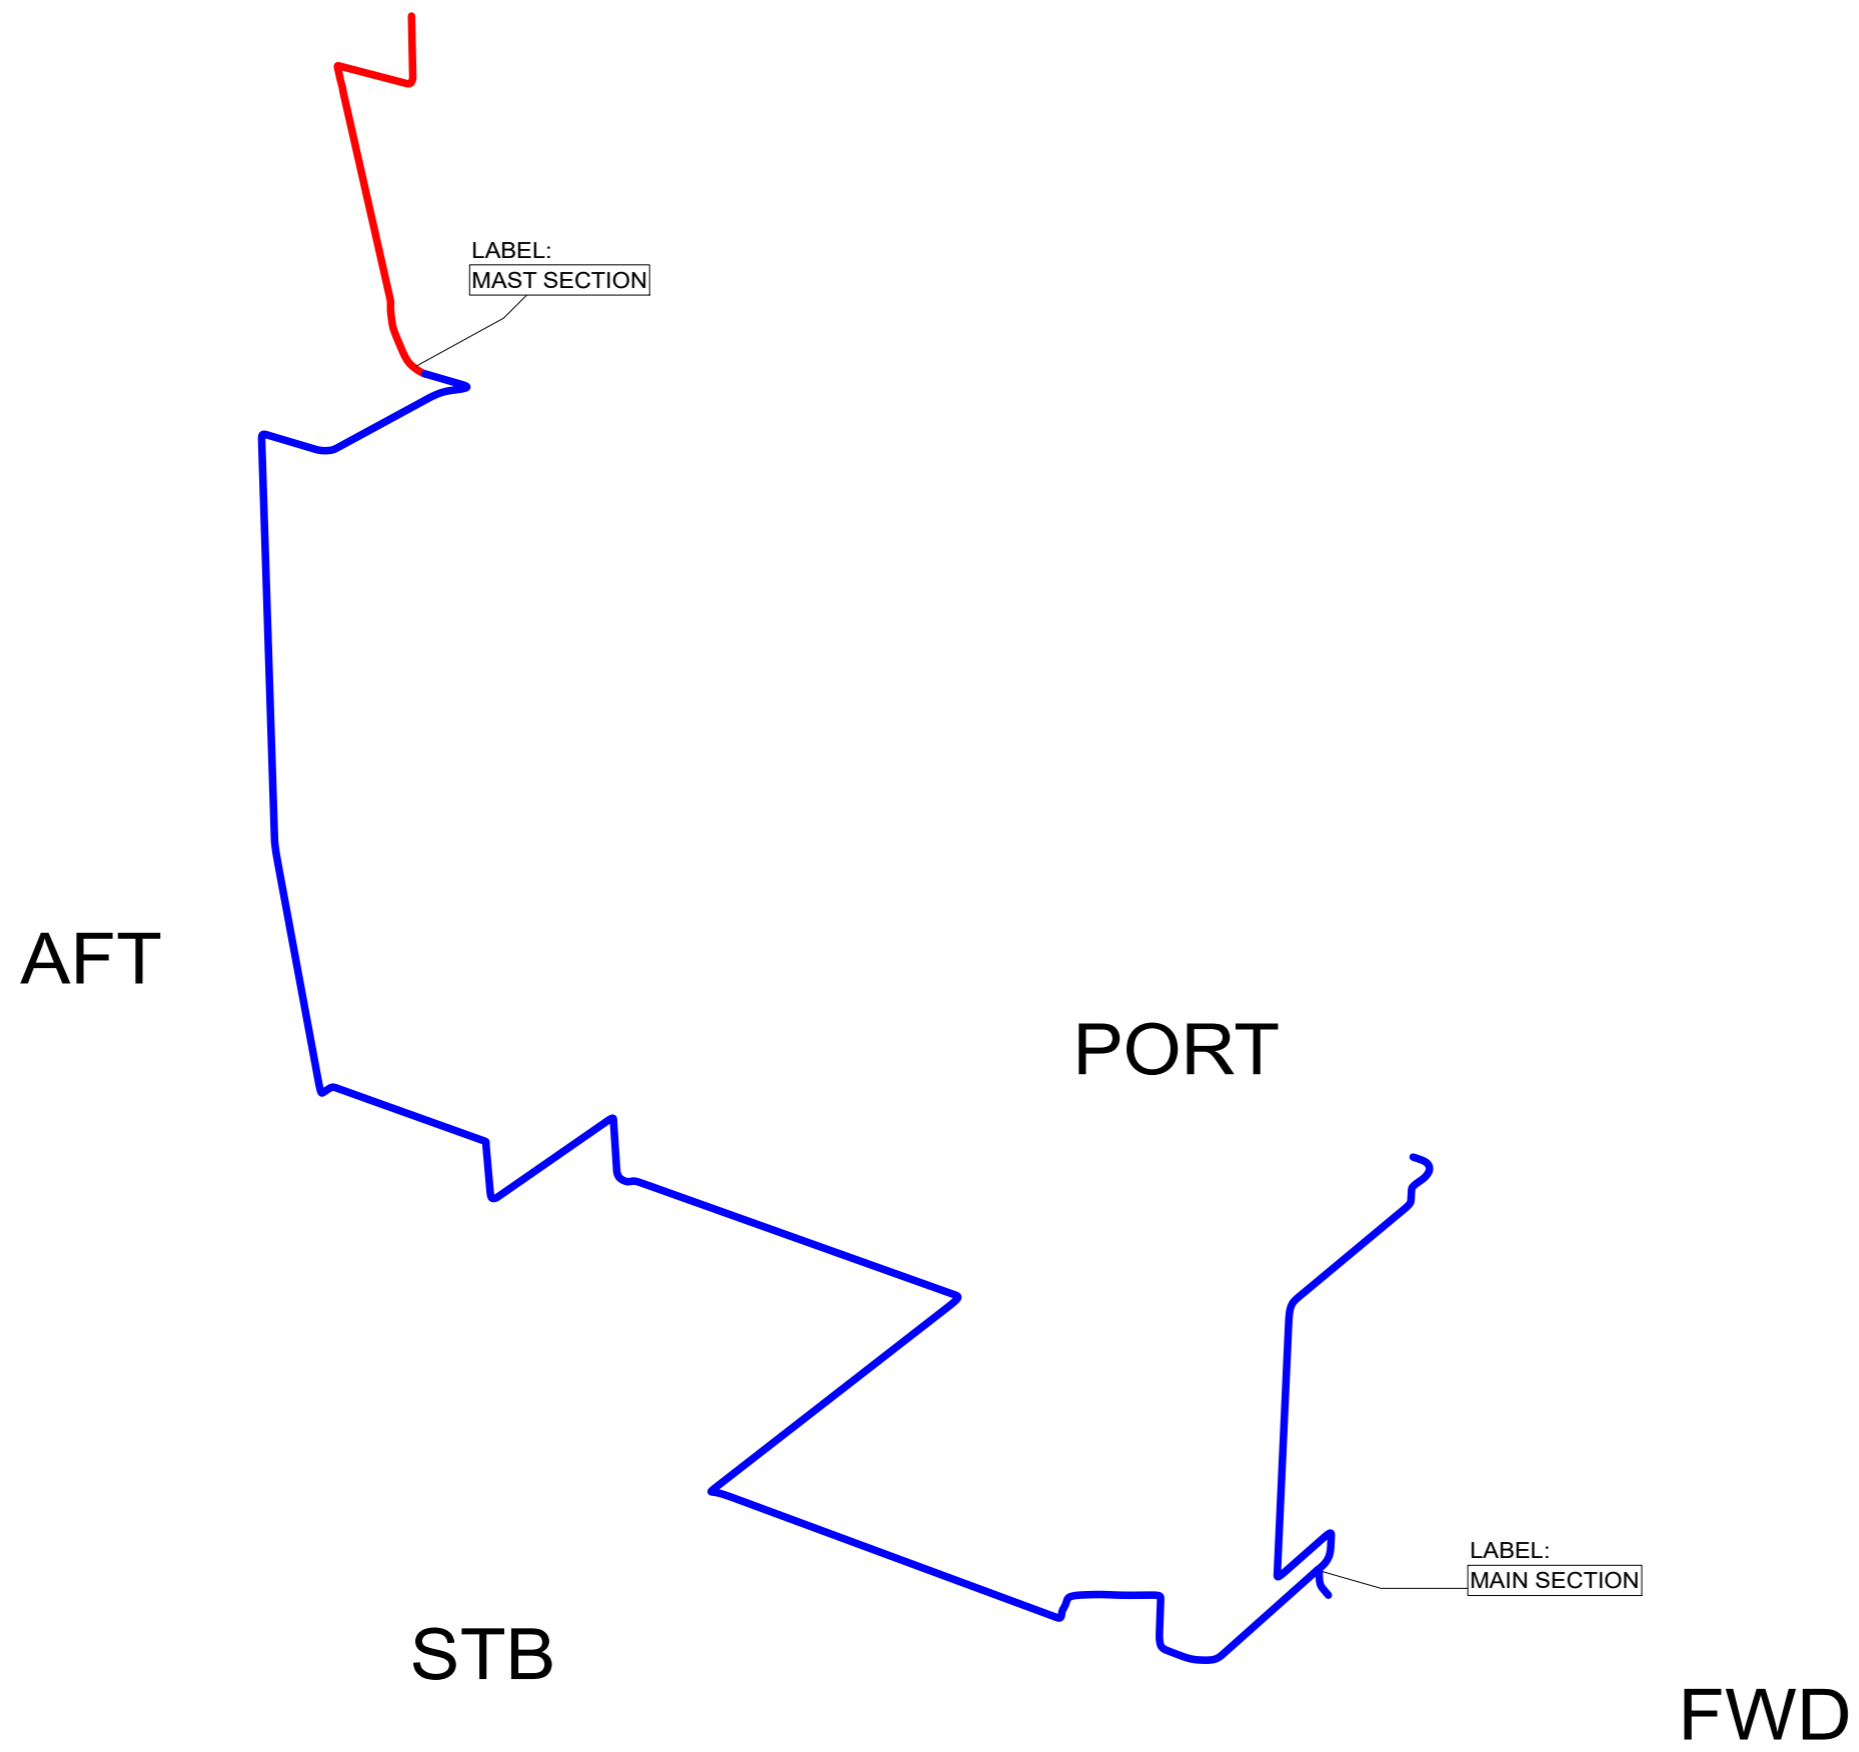 LABEL:
MAST SECTION
AFT
PORT
LABEL:
MAIN SECTION
STB
FWD